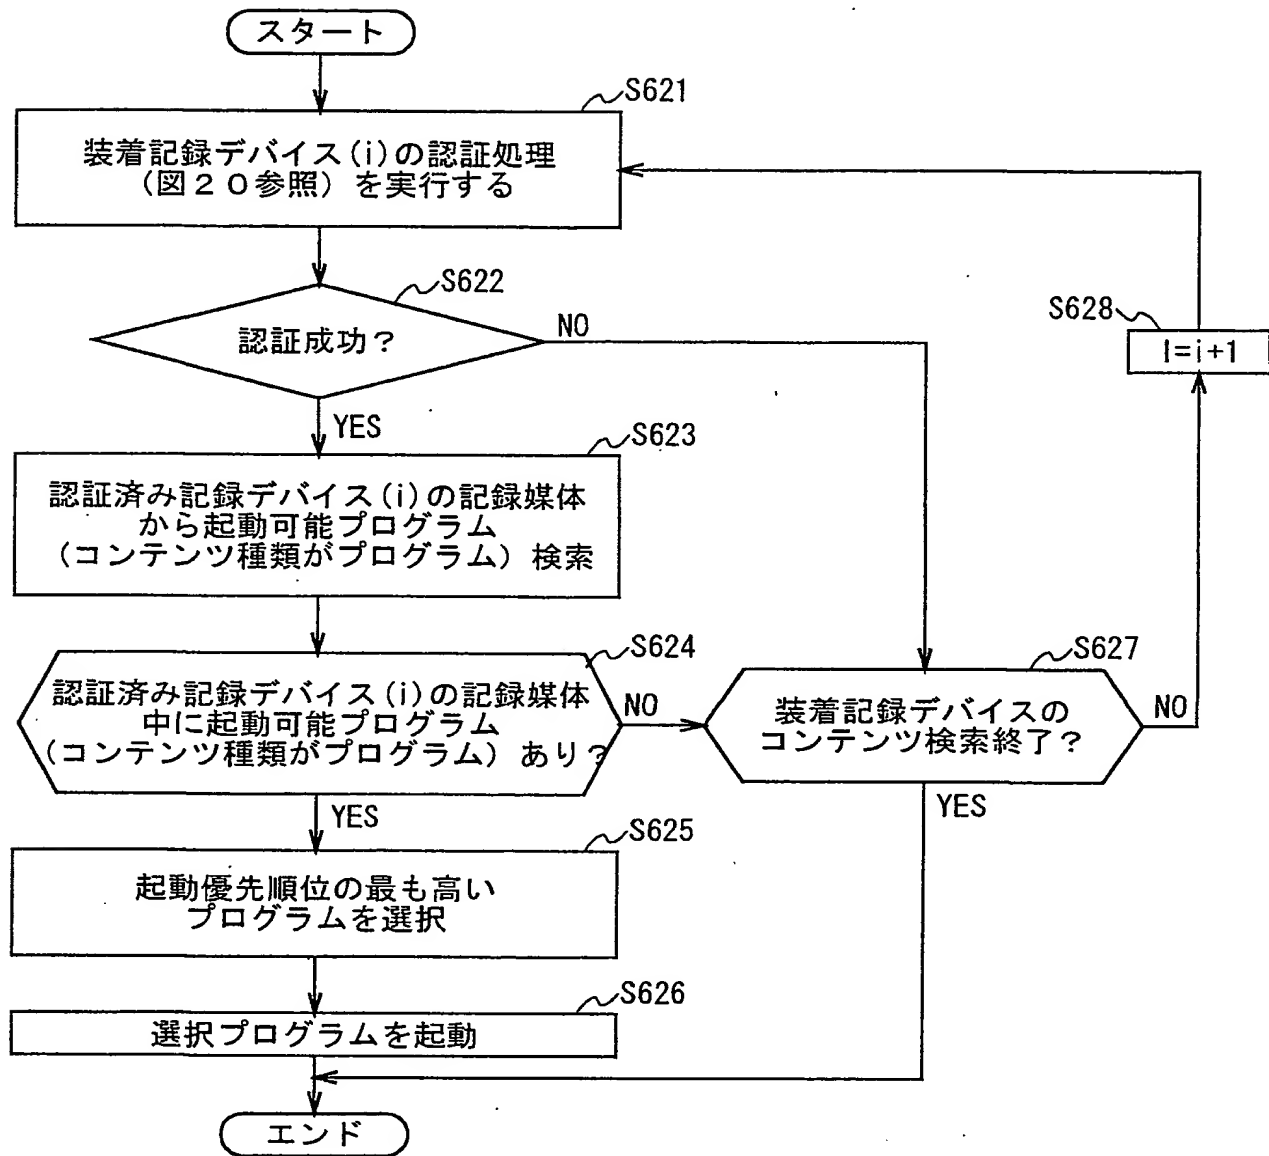 スタート
S621
装着記録デバイス(i)の認証処理
(図20参照)を実行する
S622
認証成功?
NO
YES
S628
I=i+1
S623
認証済み記録デバイス(i)の記録媒体
から起動可能プログラム
(コンテンツ種類がプログラム)検索
S624
認証済み記録デバイス(i)の記録媒体
中に起動可能プログラム
(コンテンツ種類がプログラム)あり?
NO
YES
S627
装着記録デバイスの
コンテンツ検索終了?
NO
YES
S625
起動優先順位の最も高い
プログラムを選択
S626
選択プログラムを起動
エンド